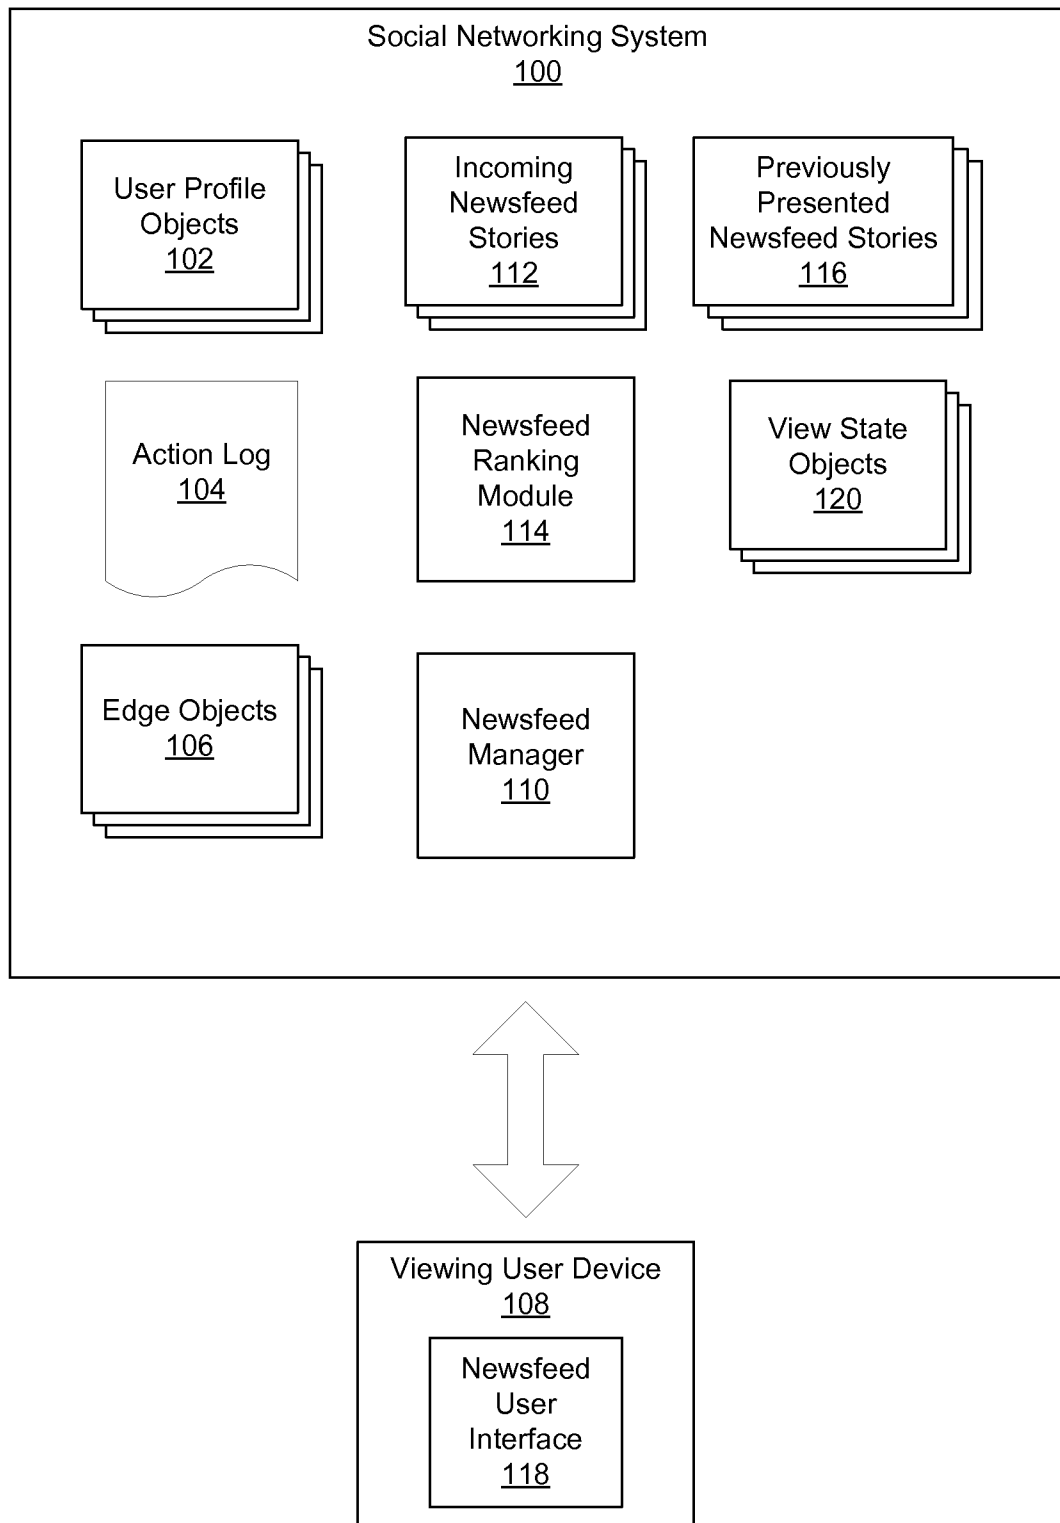 Social Networking System
100
User Profile
Objects
102
Incoming
Newsfeed
Stories
112
Previously
Presented
Newsfeed Stories
116
Action Log
104
Newsfeed
Ranking
Module
114
View State
Objects
120
Edge Objects
106
Newsfeed
Manager
110
Viewing User Device
108
Newsfeed
User
Interface
118